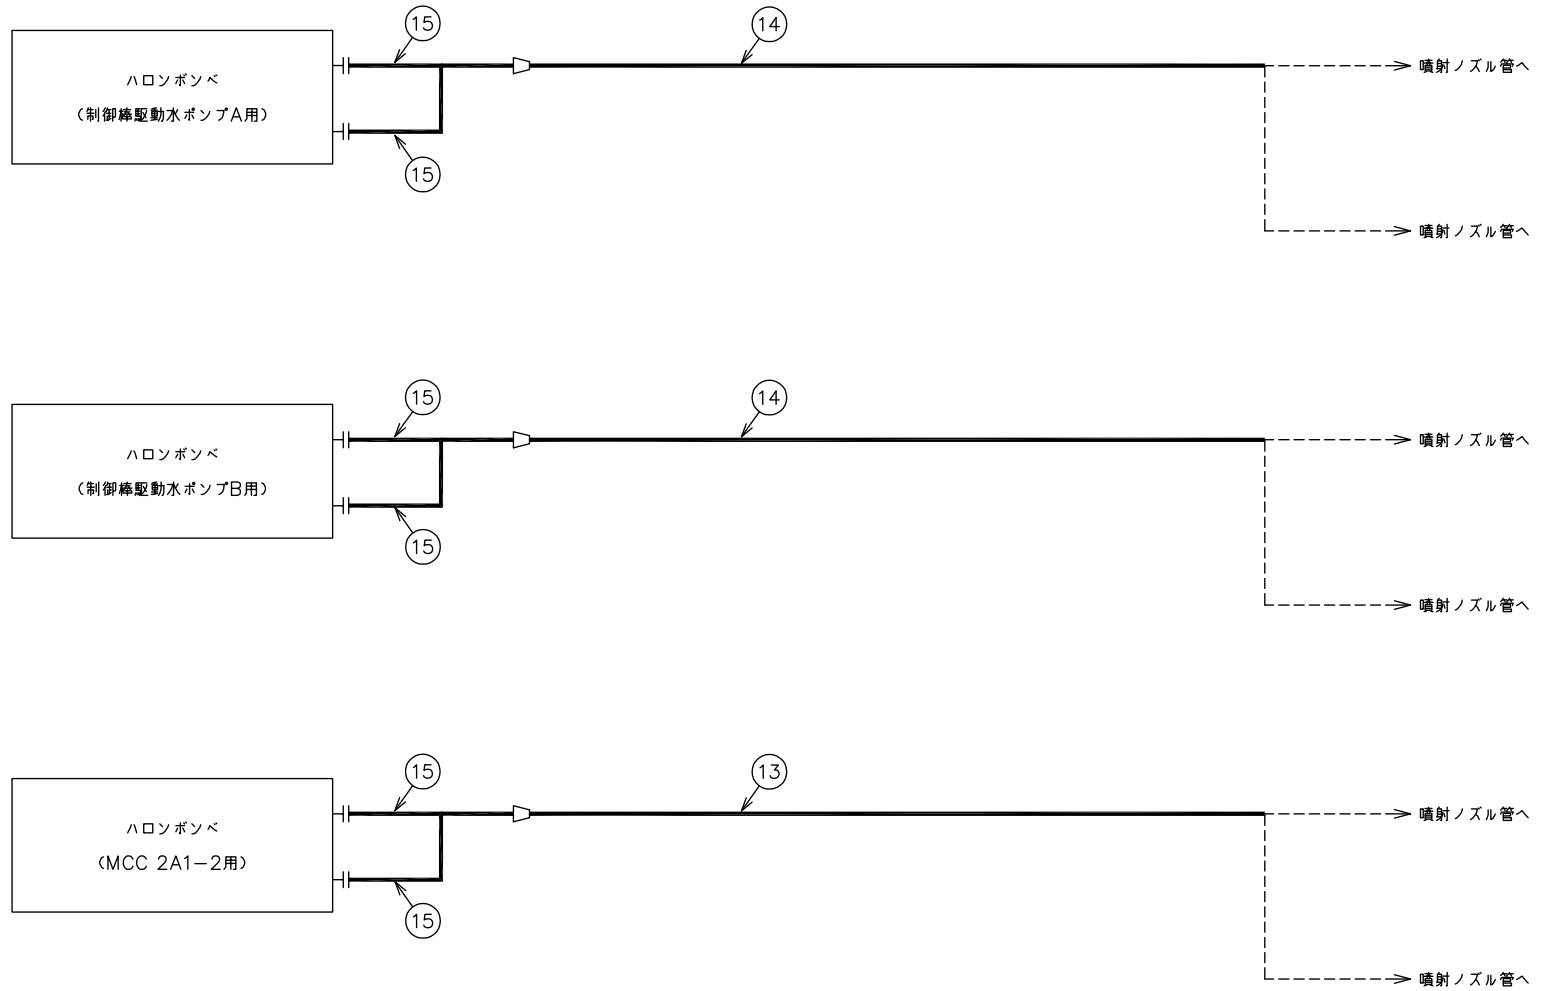 15
14
ハロンボンベ
(制御棒駆動水ポンプA用)
噴射ノズル管へ
15
噴射ノズル管へ
15
14
ハロンボンベ
(制御棒駆動水ポンプB用)
噴射ノズル管へ
15
噴射ノズル管へ
15
13
ハロンボンベ
(MCC 2A1-2用)
噴射ノズル管へ
15
噴射ノズル管へ